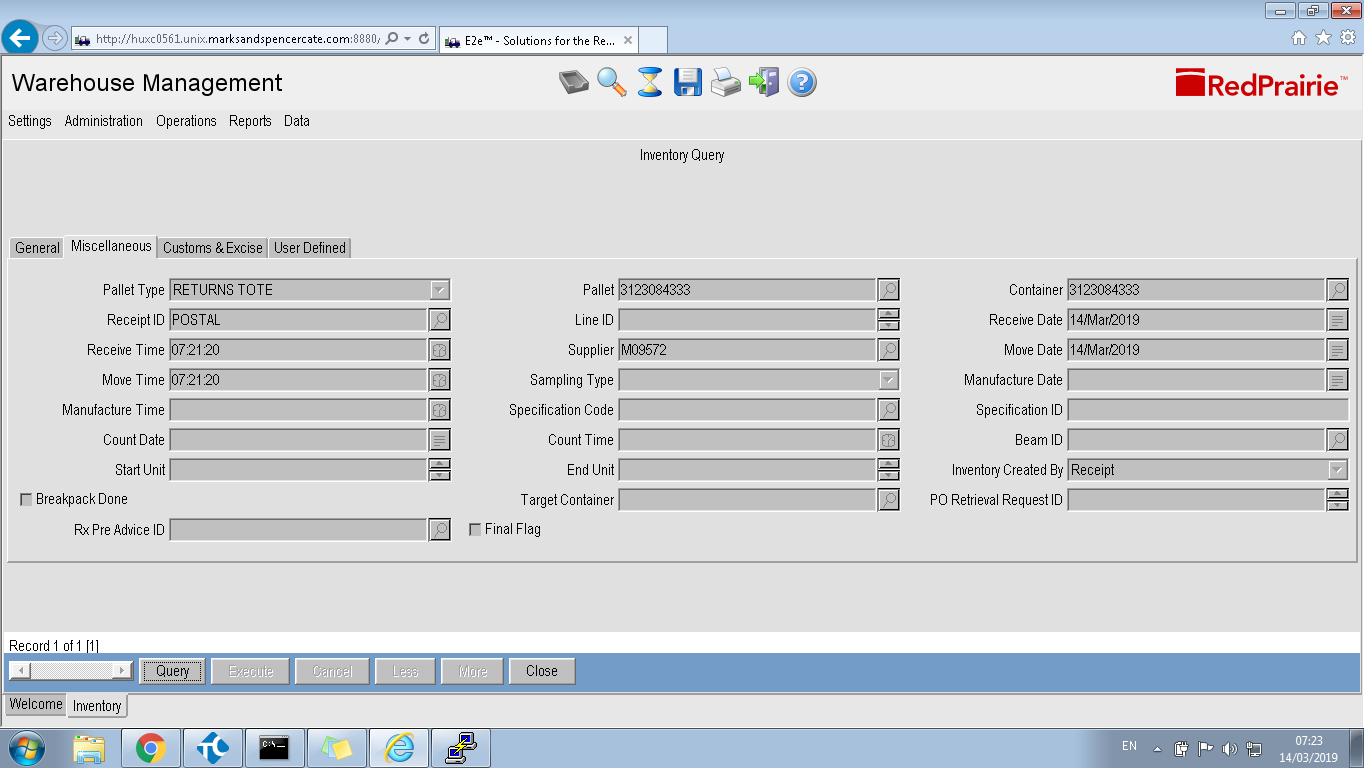 http://huxc0561.unix.marksandspencercate.com:8880/
E2e™ - Solutions for the Re...
Warehouse Management
RedPrairie™
Settings Administration Operations Reports Data
Inventory Query
General Miscellaneous Customs & Excise User Defined
Pallet Type RETURNS TOTE Pallet 3123084333 Container 3123084333
Receipt ID POSTAL Line ID Receive Date 14/Mar/2019
Receive Time 07:21:20 Supplier M09572 Move Date 14/Mar/2019
Move Time 07:21:20 Sampling Type Manufacture Date
Manufacture Time Specification Code Specification ID
Count Date Count Time Beam ID
Start Unit End Unit Inventory Created By Receipt
Breakpack Done Target Container PO Retrieval Request ID
Rx Pre Advice ID Final Flag
Record 1 of 1 [1]
Query Execute Cancel Less More Close
Welcome Inventory
C:\
EN 07:23
14/03/2019